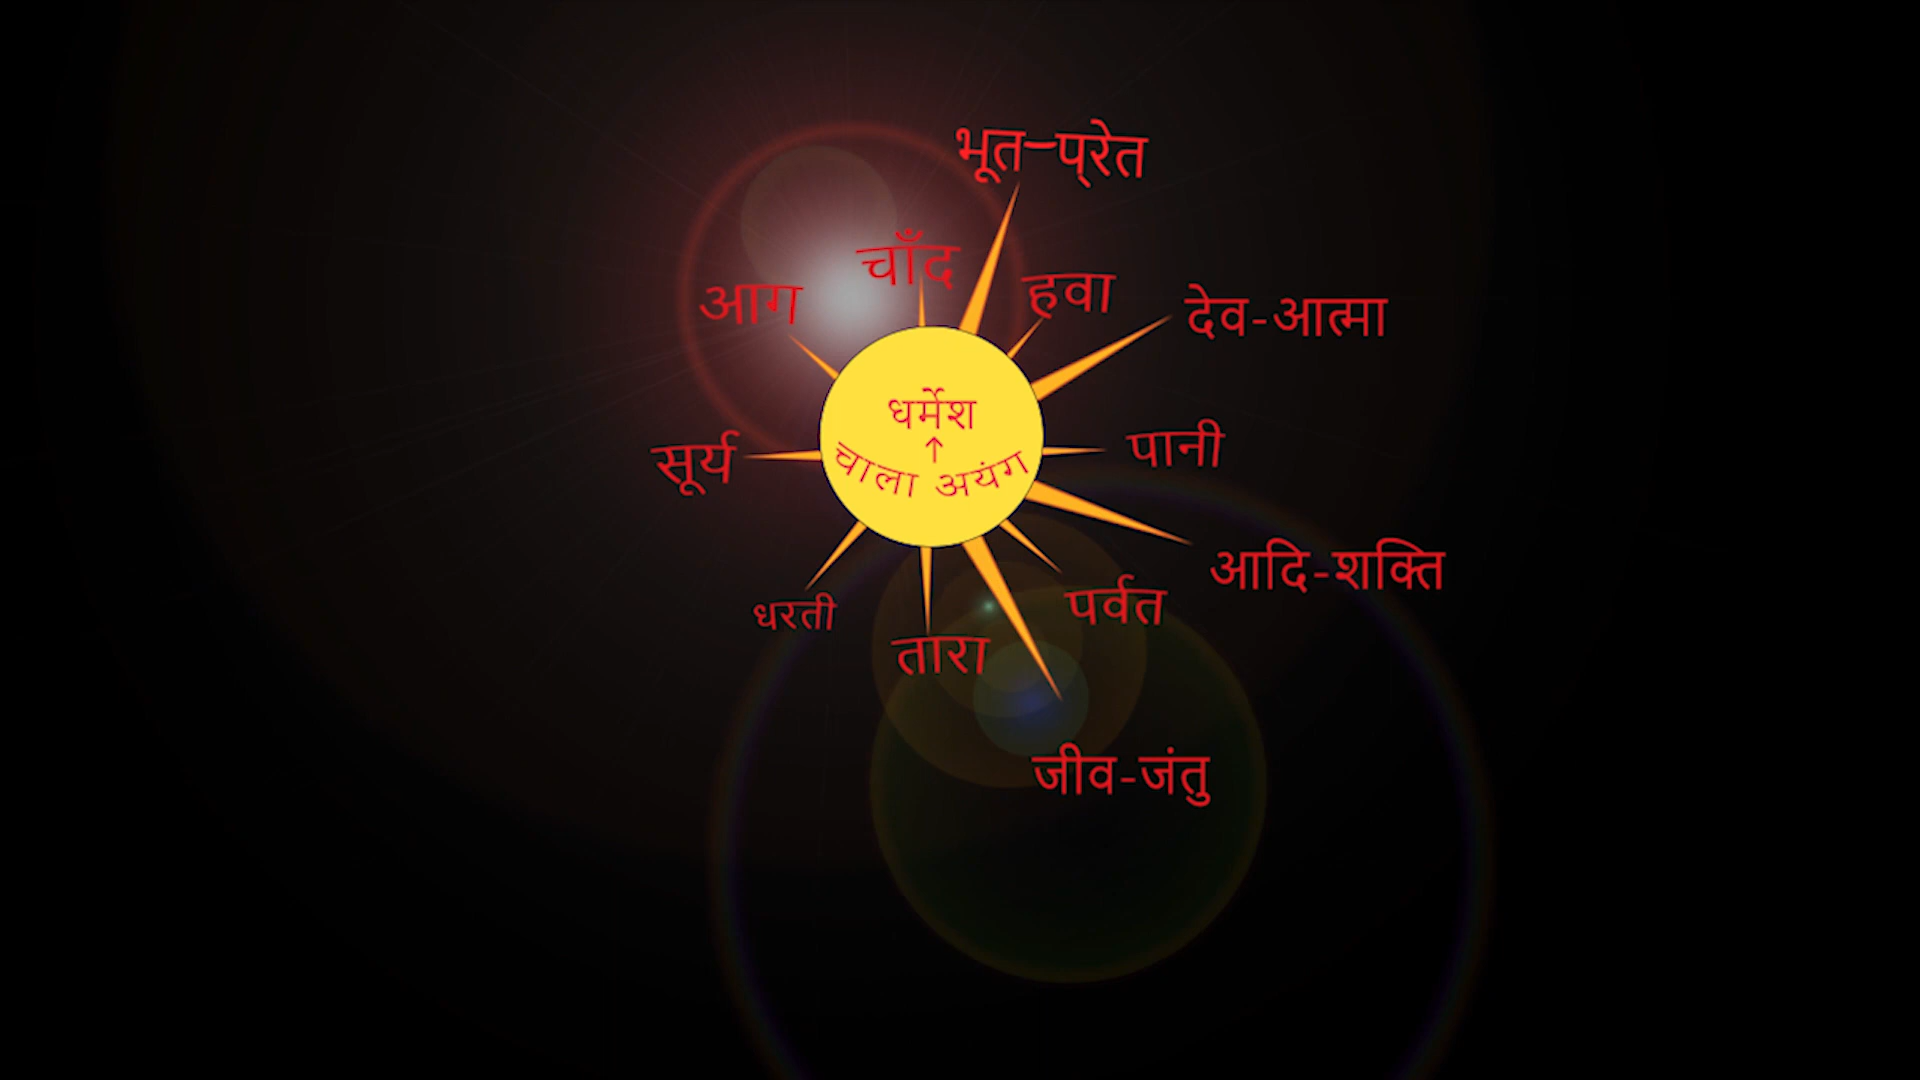 भूत–प्रेत
चाँद
हवा
आग
देव-आत्मा
धर्मेश
↑
चाला अयंग
पानी
सूर्य
आदि-शक्ति
पर्वत
धरती
तारा
जीव-जंतु